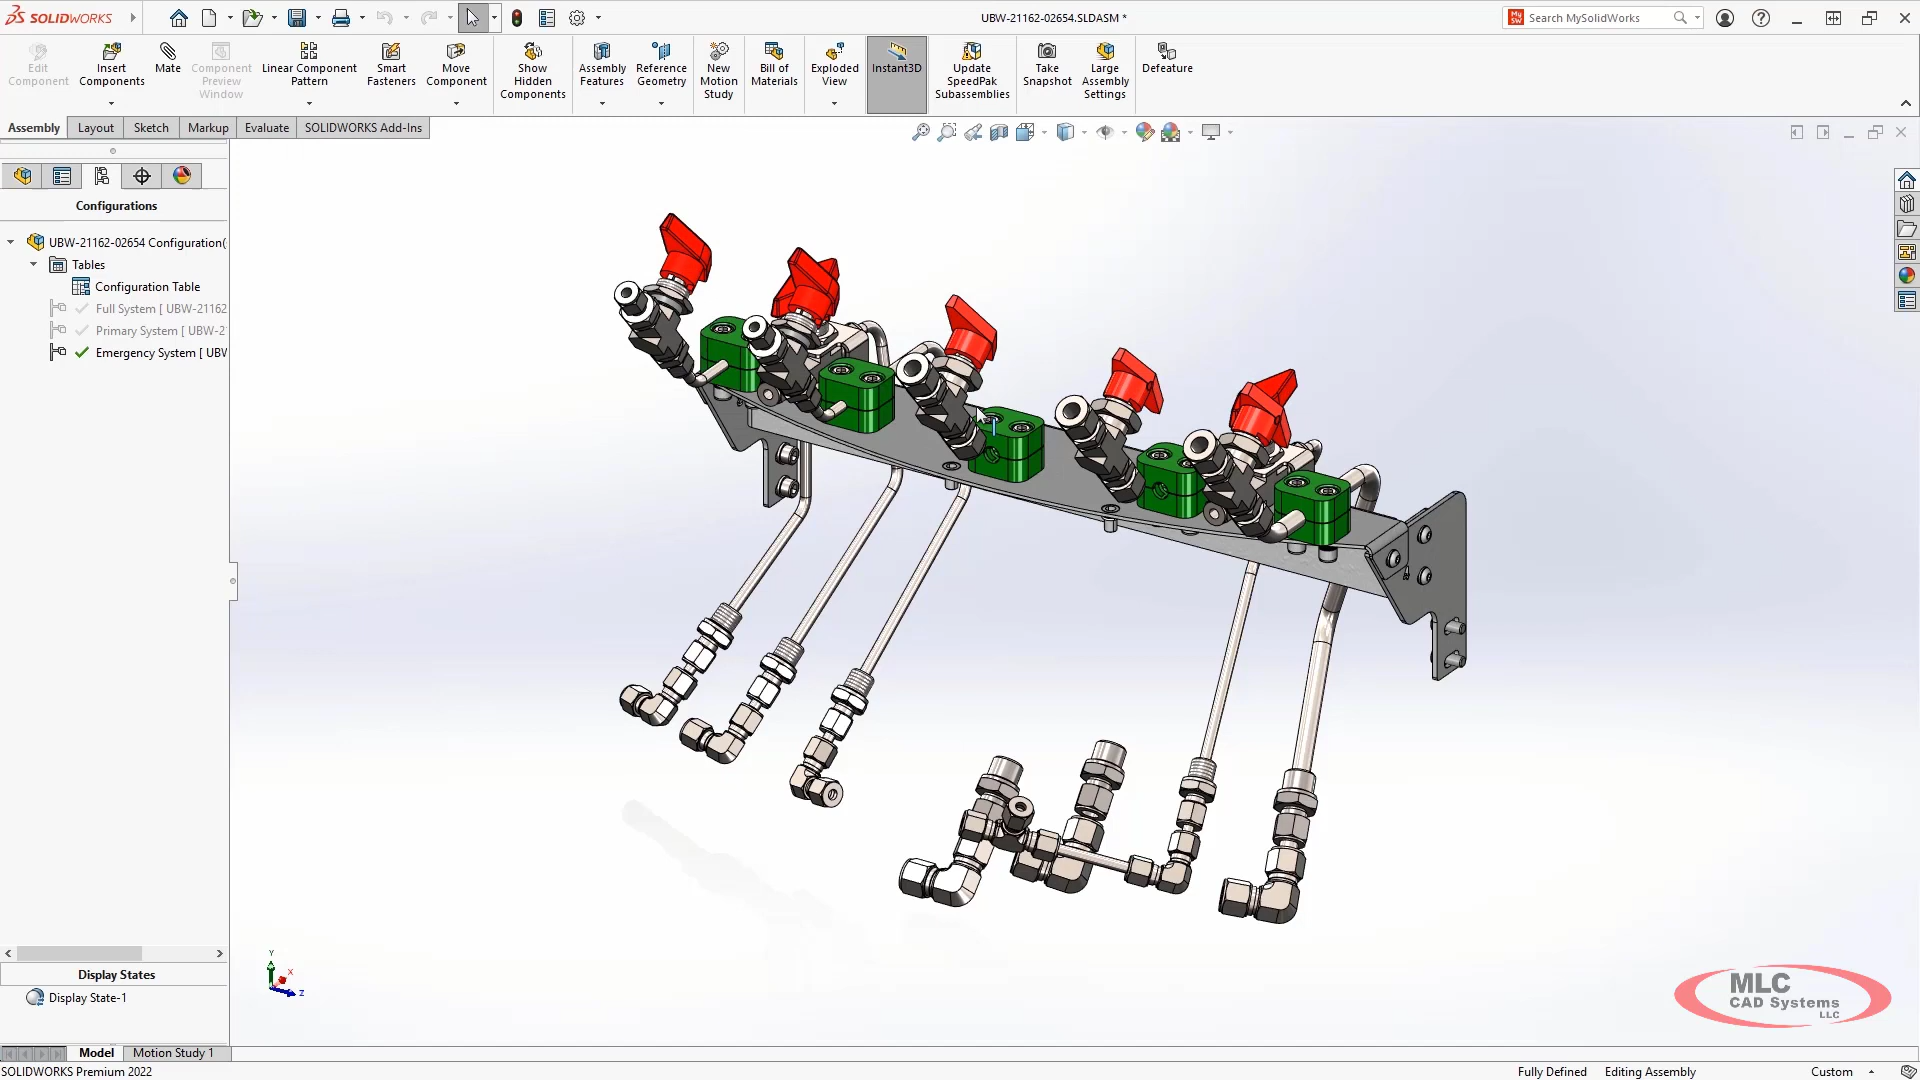 SOLIDWORKS
UBW-21162-02654.SLDASM *
Search MySolidWorks
Edit Component
Insert Components
Mate
Component Preview Window
Linear Component Pattern
Smart Fasteners
Move Component
Show Hidden Components
Assembly Features
Reference Geometry
New Motion Study
Bill of Materials
Exploded View
Instant3D
Update SpeedPak Subassemblies
Take Snapshot
Large Assembly Settings
Defeature
Assembly
Layout
Sketch
Markup
Evaluate
SOLIDWORKS Add-Ins
Configurations
UBW-21162-02654 Configuration(
Tables
Configuration Table
Full System [ UBW-21162
Primary System [ UBW-2
Emergency System [ UBW
Y
X
Z
Display States
Display State-1
MLC
CAD Systems
LLC
Model
Motion Study 1
SOLIDWORKS Premium 2022
Fully Defined
Editing Assembly
Custom